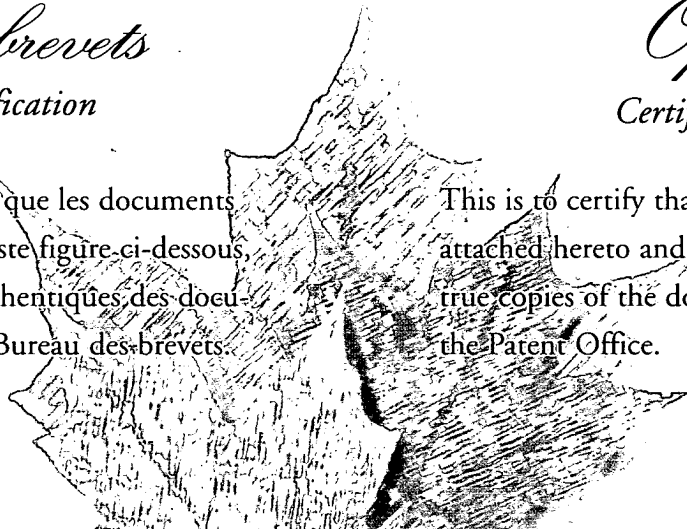 brevets
fication
Certif
que les documents
ste figure ci-dessous,
hentiques des docu-
Bureau des brevets.
This is to certify tha
attached hereto and
true copies of the do
the Patent Office.